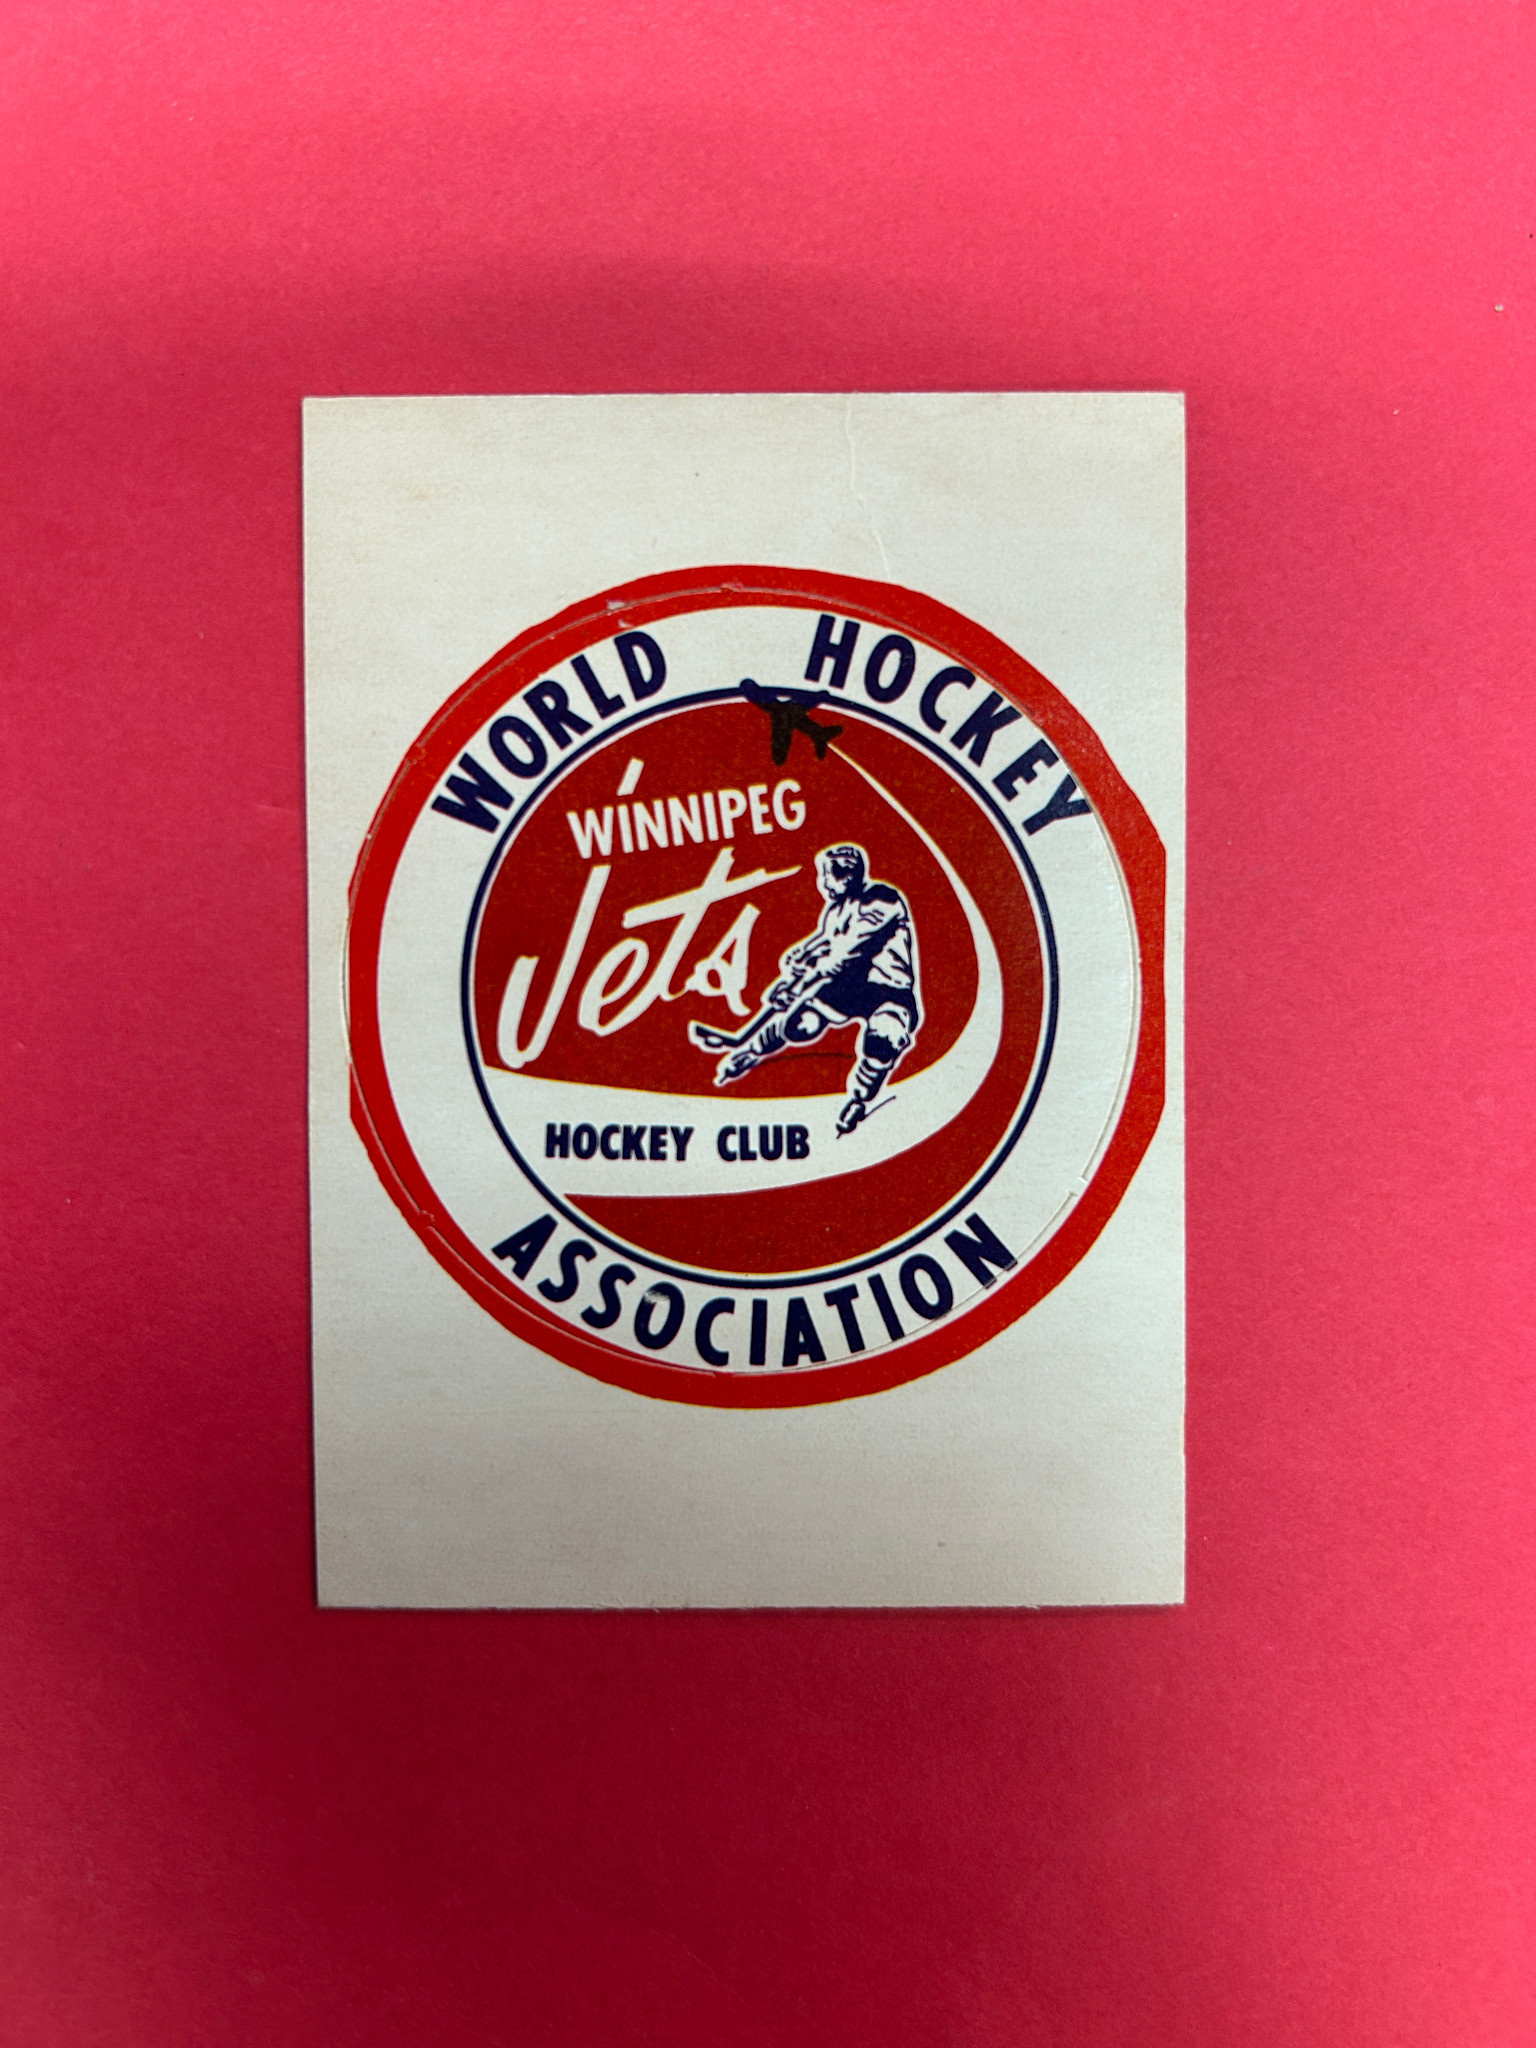 WORLD HOCKEY
WINNIPEG
Jets
HOCKEY CLUB
ASSOCIATION